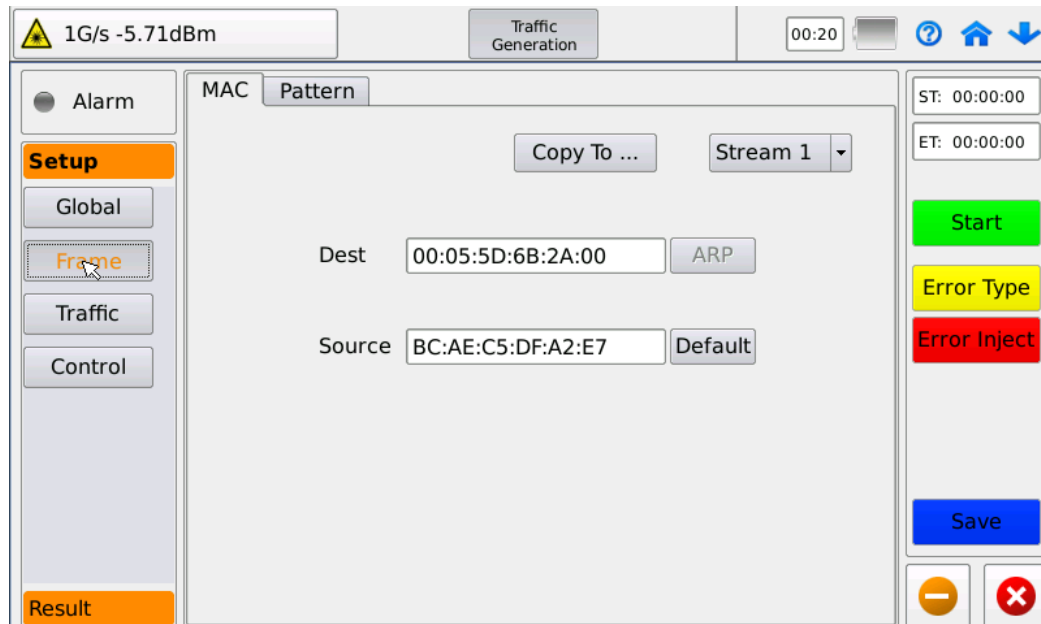 1G/s -5.71dBm
Traffic
Generation
00:20
?
Alarm
Setup
Global
Frame
Traffic
Control
Result
MAC
Pattern
Copy To ...
Stream 1
Dest
00:05:5D:6B:2A:00
ARP
Source
BC:AE:C5:DF:A2:E7
Default
ST: 00:00:00
ET: 00:00:00
Start
Error Type
Error Inject
Save